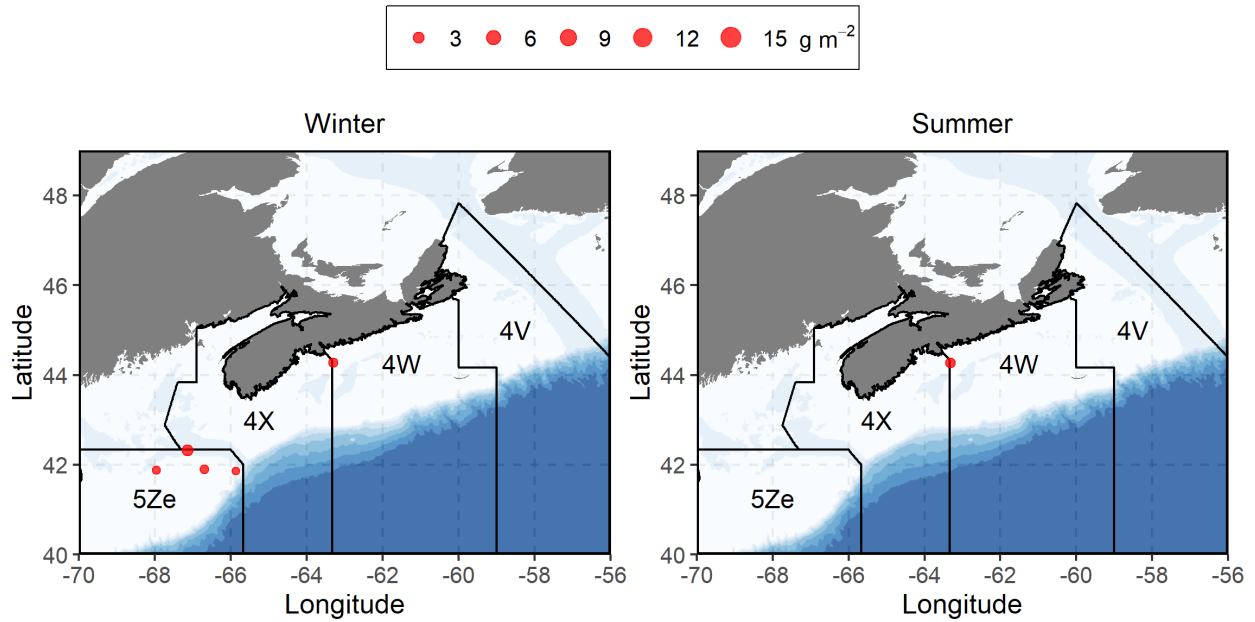 3 6 9 12 15 g m⁻²
Winter Summer
48 48
46 46
44 44
42 42
40 40
Latitude Latitude
4V 4V
4W 4W
4X 4X
5Ze 5Ze
-70 -68 -66 -64 -62 -60 -58 -56 -70 -68 -66 -64 -62 -60 -58 -56
Longitude Longitude